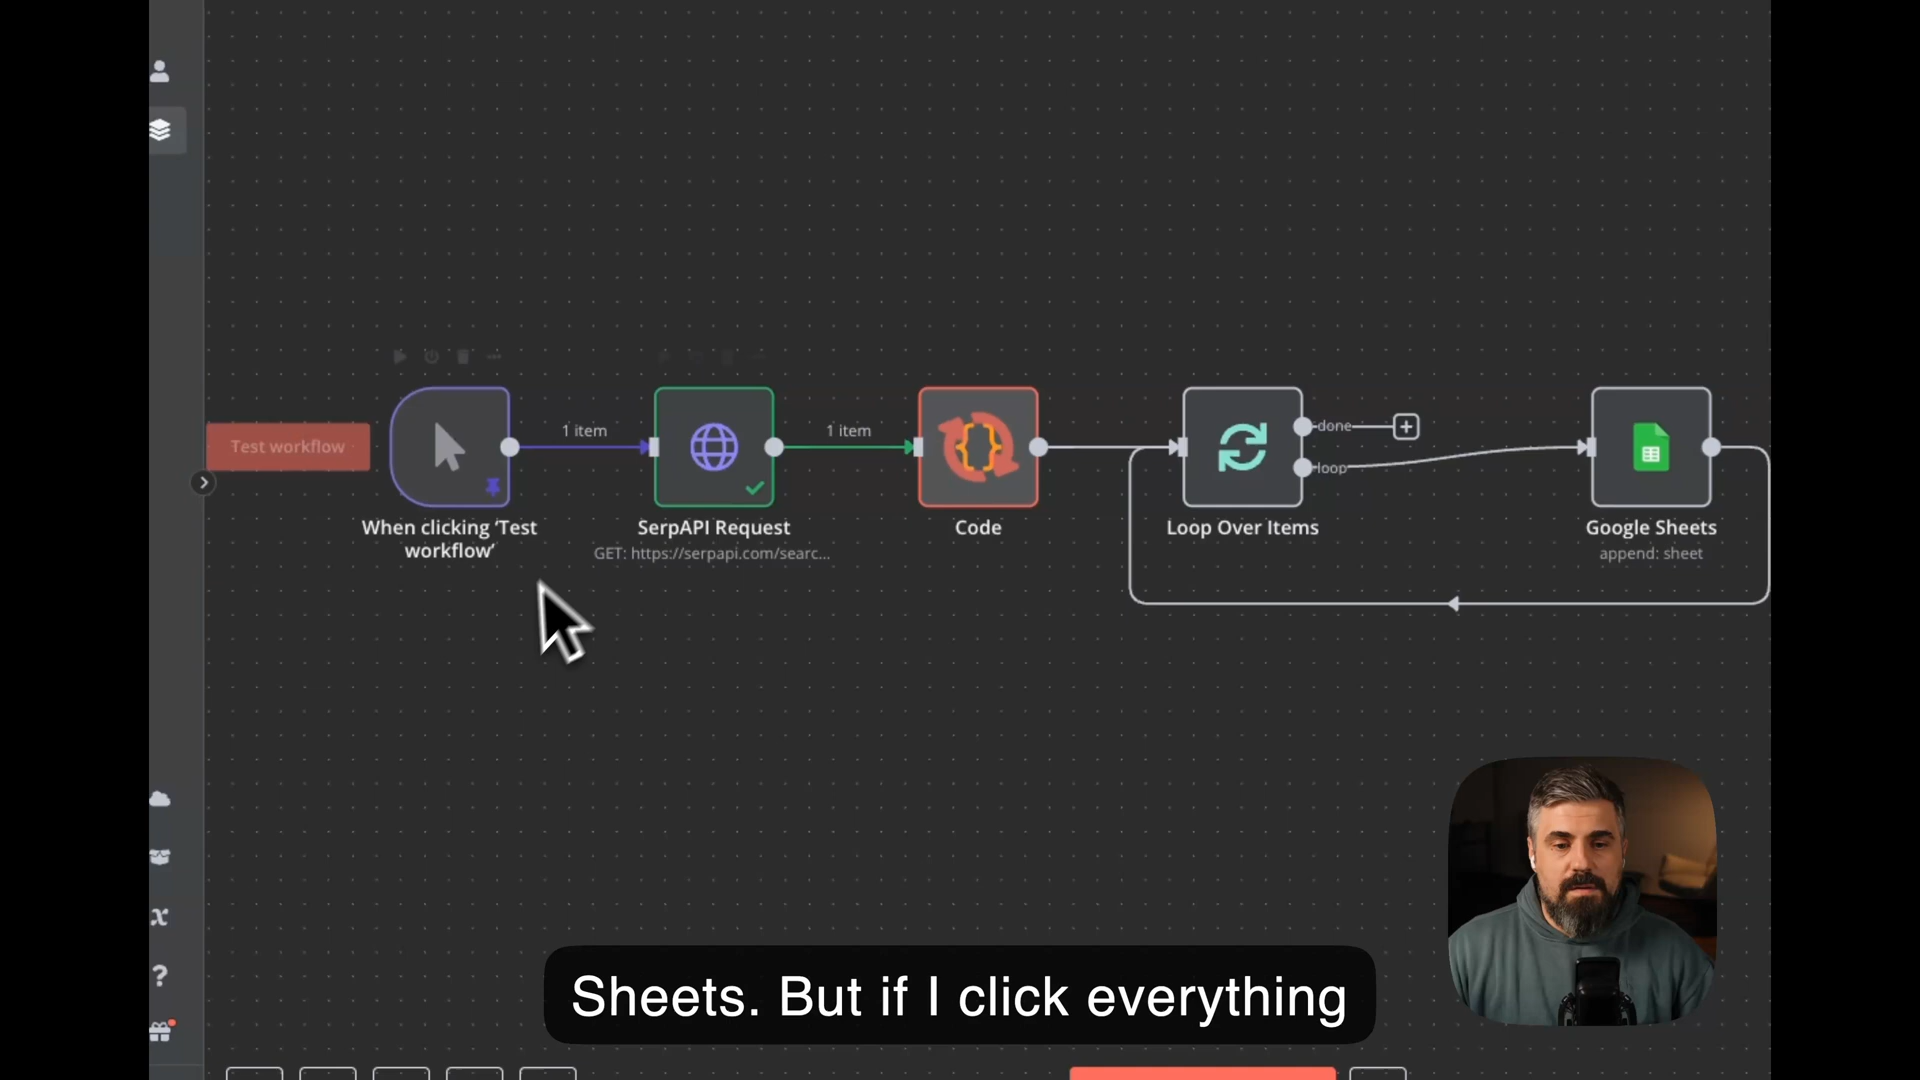 Test workflow
1 item
1 item
done
loop
When clicking ‘Test
workflow’
SerpAPI Request
GET: https://serpapi.com/searc...
Code
Loop Over Items
Google Sheets
append: sheet
Sheets. But if I click everything